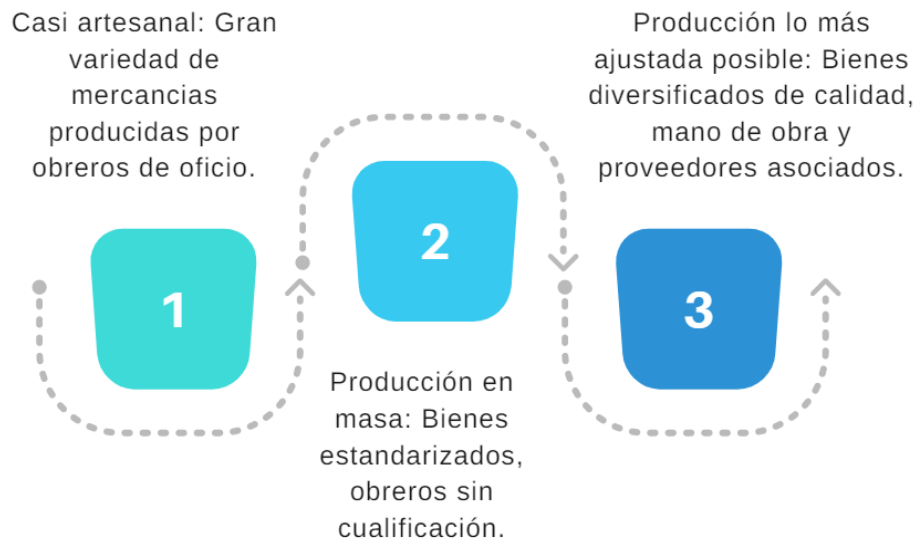 Casi artesanal: Gran
variedad de
mercancias
producidas por
obreros de oficio.
1
2
Producción en
masa: Bienes
estandarizados,
obreros sin
cualificación.
Producción lo más
ajustada posible: Bienes
diversificados de calidad,
mano de obra y
proveedores asociados.
3